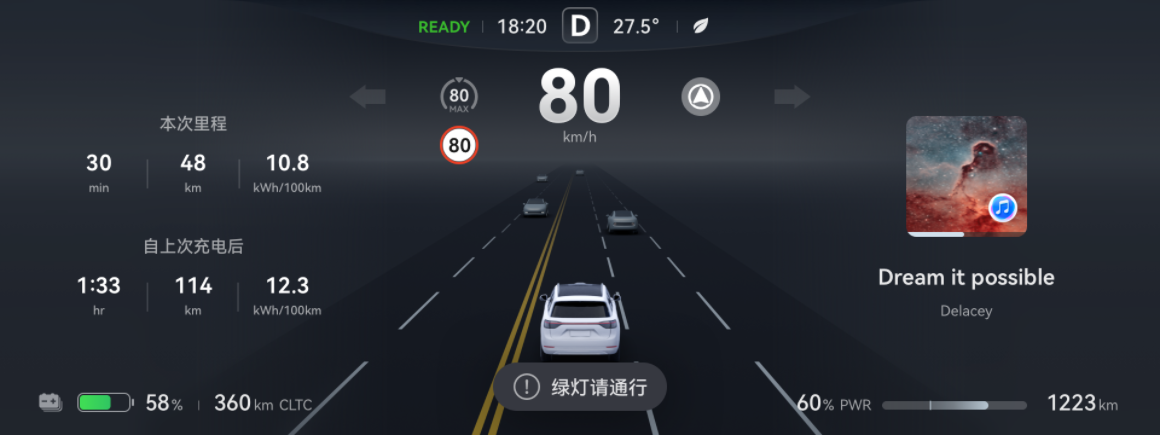 READY 18:20 D 27.5°
80 MAX
80
km/h
80
本次里程
30 48 10.8
min km kWh/100km
自上次充电后
1:33 114 12.3
hr km kWh/100km
Dream it possible
Delacey
绿灯请通行
58% 360 km CLTC
60% PWR 1223 km